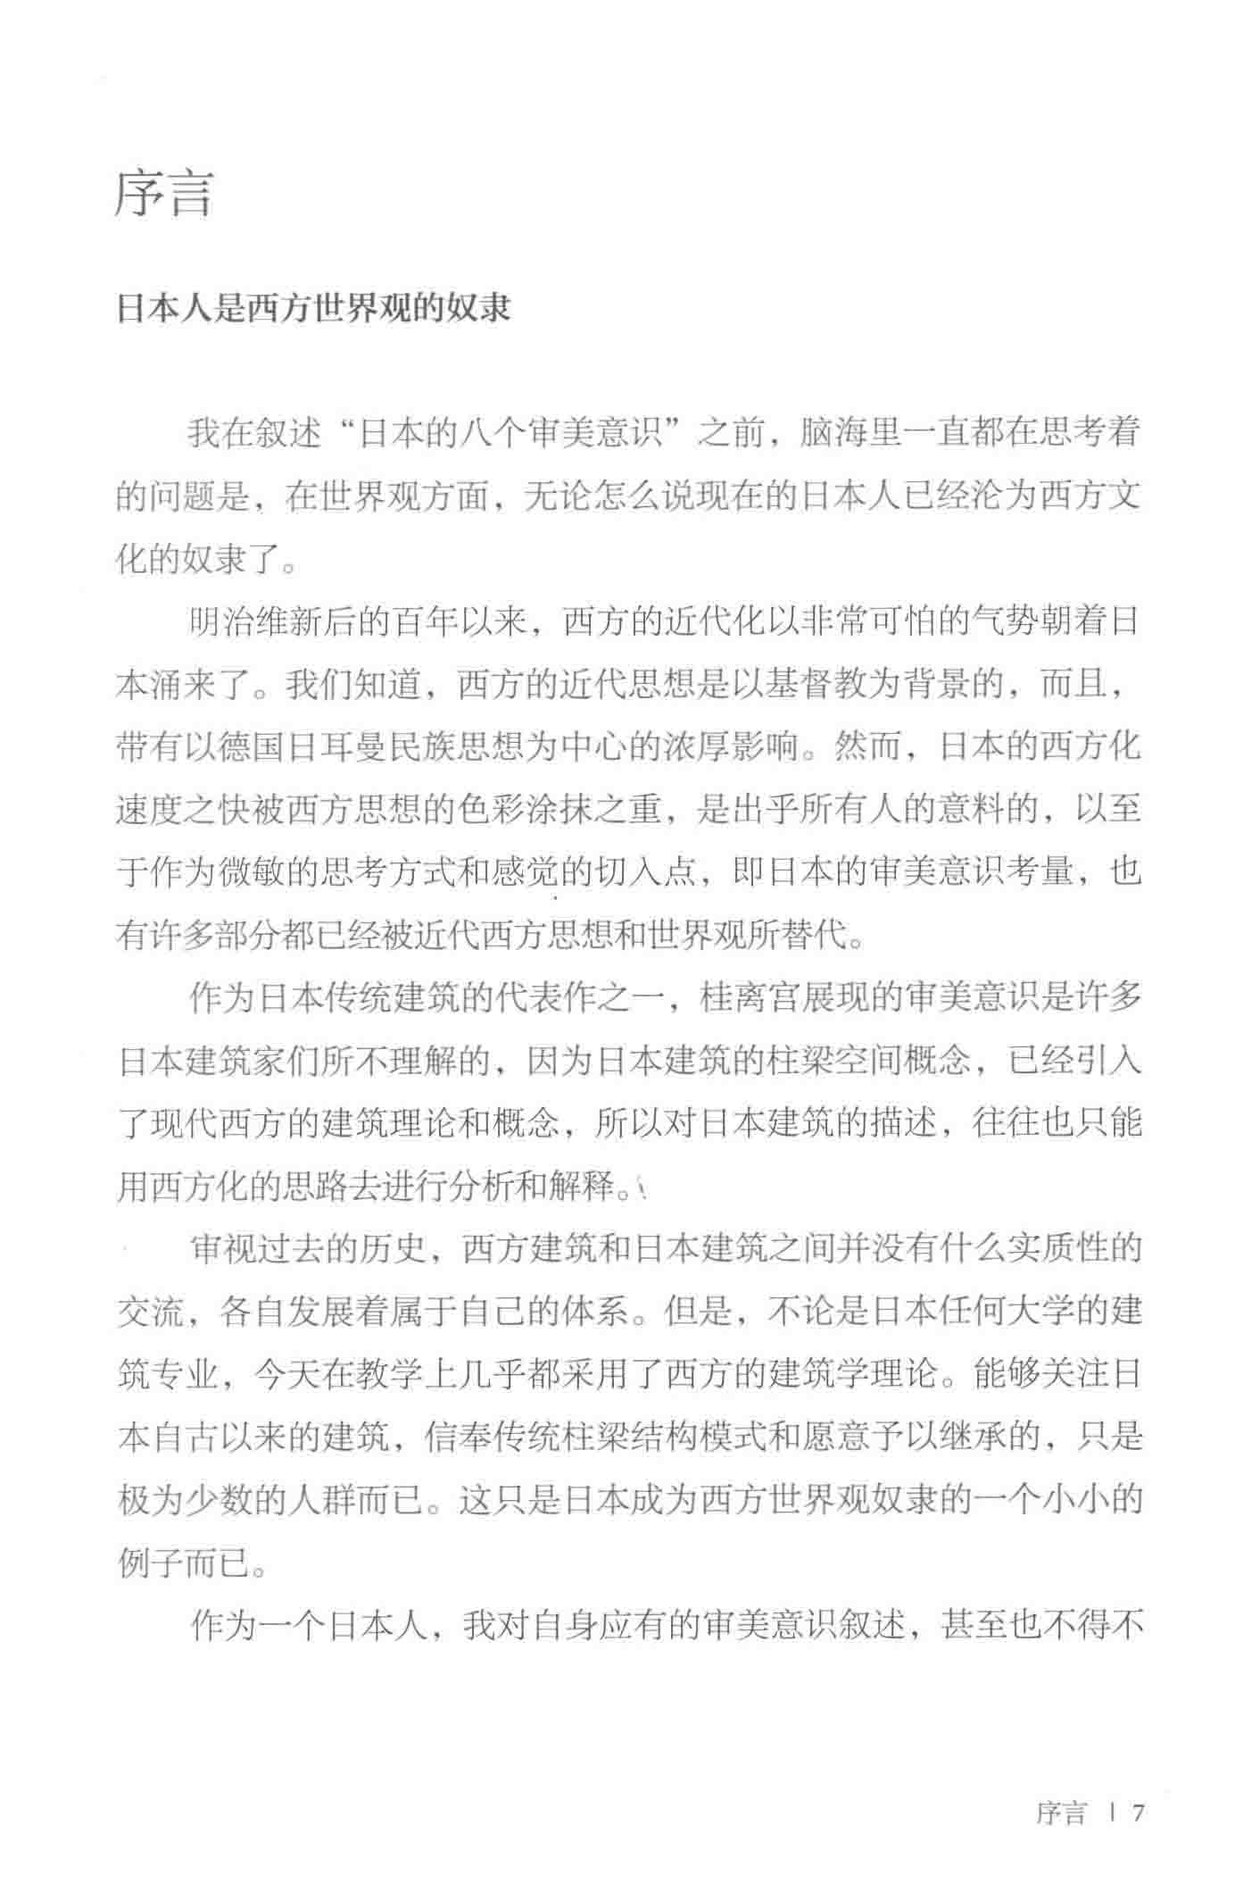 序言
日本人是西方世界观的奴隶
我在叙述“日本的八个审美意识”之前，脑海里一直都在思考着
的问题是，在世界观方面，无论怎么说现在的日本人已经沦为西方文
化的奴隶了。
明治维新后的百年以来，西方的近代化以非常可怕的气势朝着日
本涌来了。我们知道，西方的近代思想是以基督教为背景的，而且，
带有以德国日耳曼民族思想为中心的浓厚影响。然而，日本的西方化
速度之快被西方思想的色彩涂抹之重，是出乎所有人的意料的，以至
于作为微敏的思考方式和感觉的切入点，即日本的审美意识考量，也
有许多部分都已经被近代西方思想和世界观所替代。
作为日本传统建筑的代表作之一，桂离宫展现的审美意识是许多
日本建筑家们所不理解的，因为日本建筑的柱梁空间概念，已经引入
了现代西方的建筑理论和概念，所以对日本建筑的描述，往往也只能
用西方化的思路去进行分析和解释。
审视过去的历史，西方建筑和日本建筑之间并没有什么实质性的
交流，各自发展着属于自己的体系。但是，不论是日本任何大学的建
筑专业，今天在教学上几乎都采用了西方的建筑学理论。能够关注日
本自古以来的建筑，信奉传统柱梁结构模式和愿意予以继承的，只是
极为少数的人群而已。这只是日本成为西方世界观奴隶的一个小小的
例子而已。
作为一个日本人，我对自身应有的审美意识叙述，甚至也不得不
序言 | 7